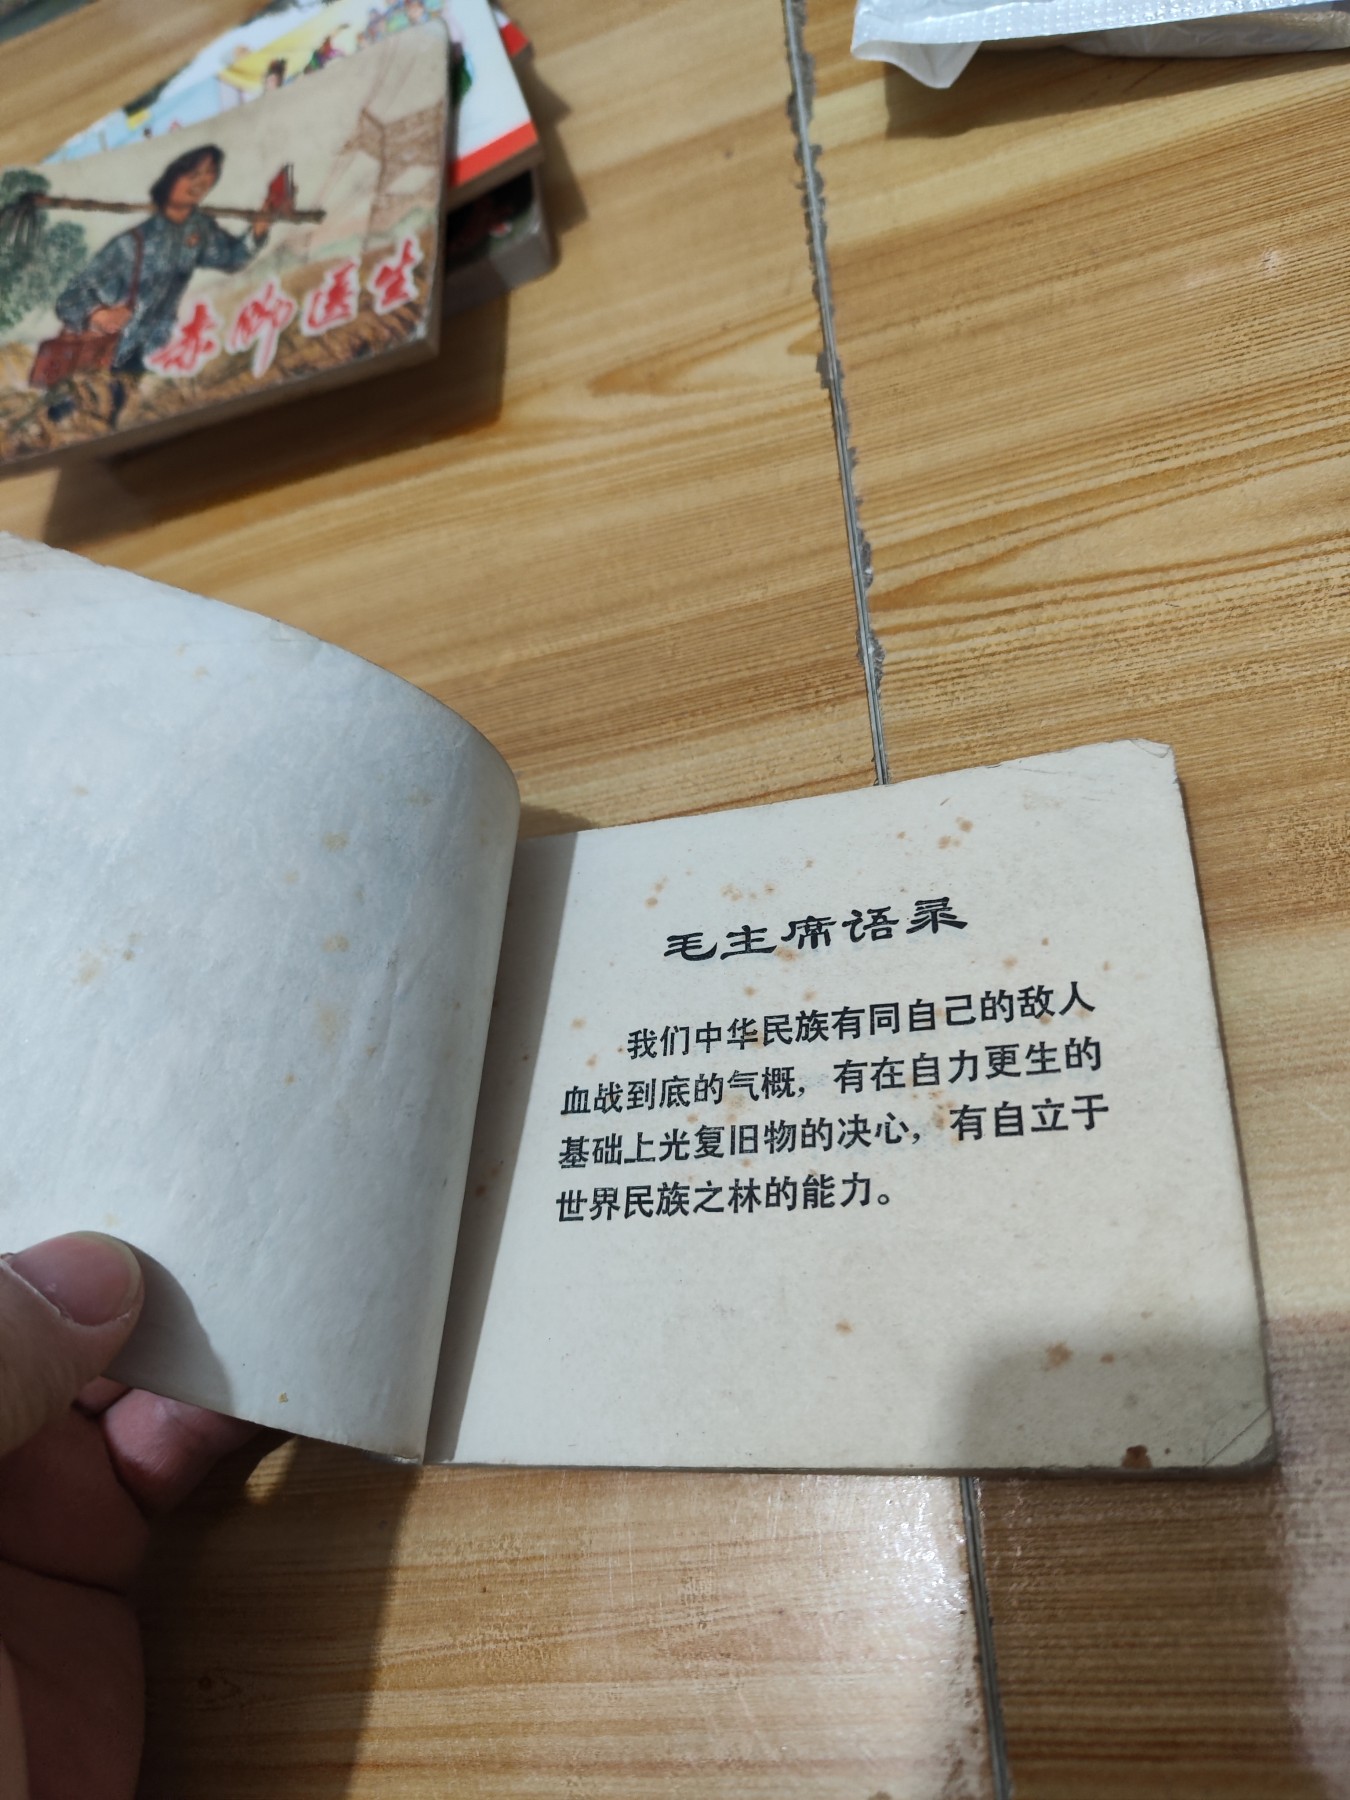 赤脚医生
毛主席语录
我们中华民族有同自己的敌人
血战到底的气概，有在自力更生的
基础上光复旧物的决心，有自立于
世界民族之林的能力。